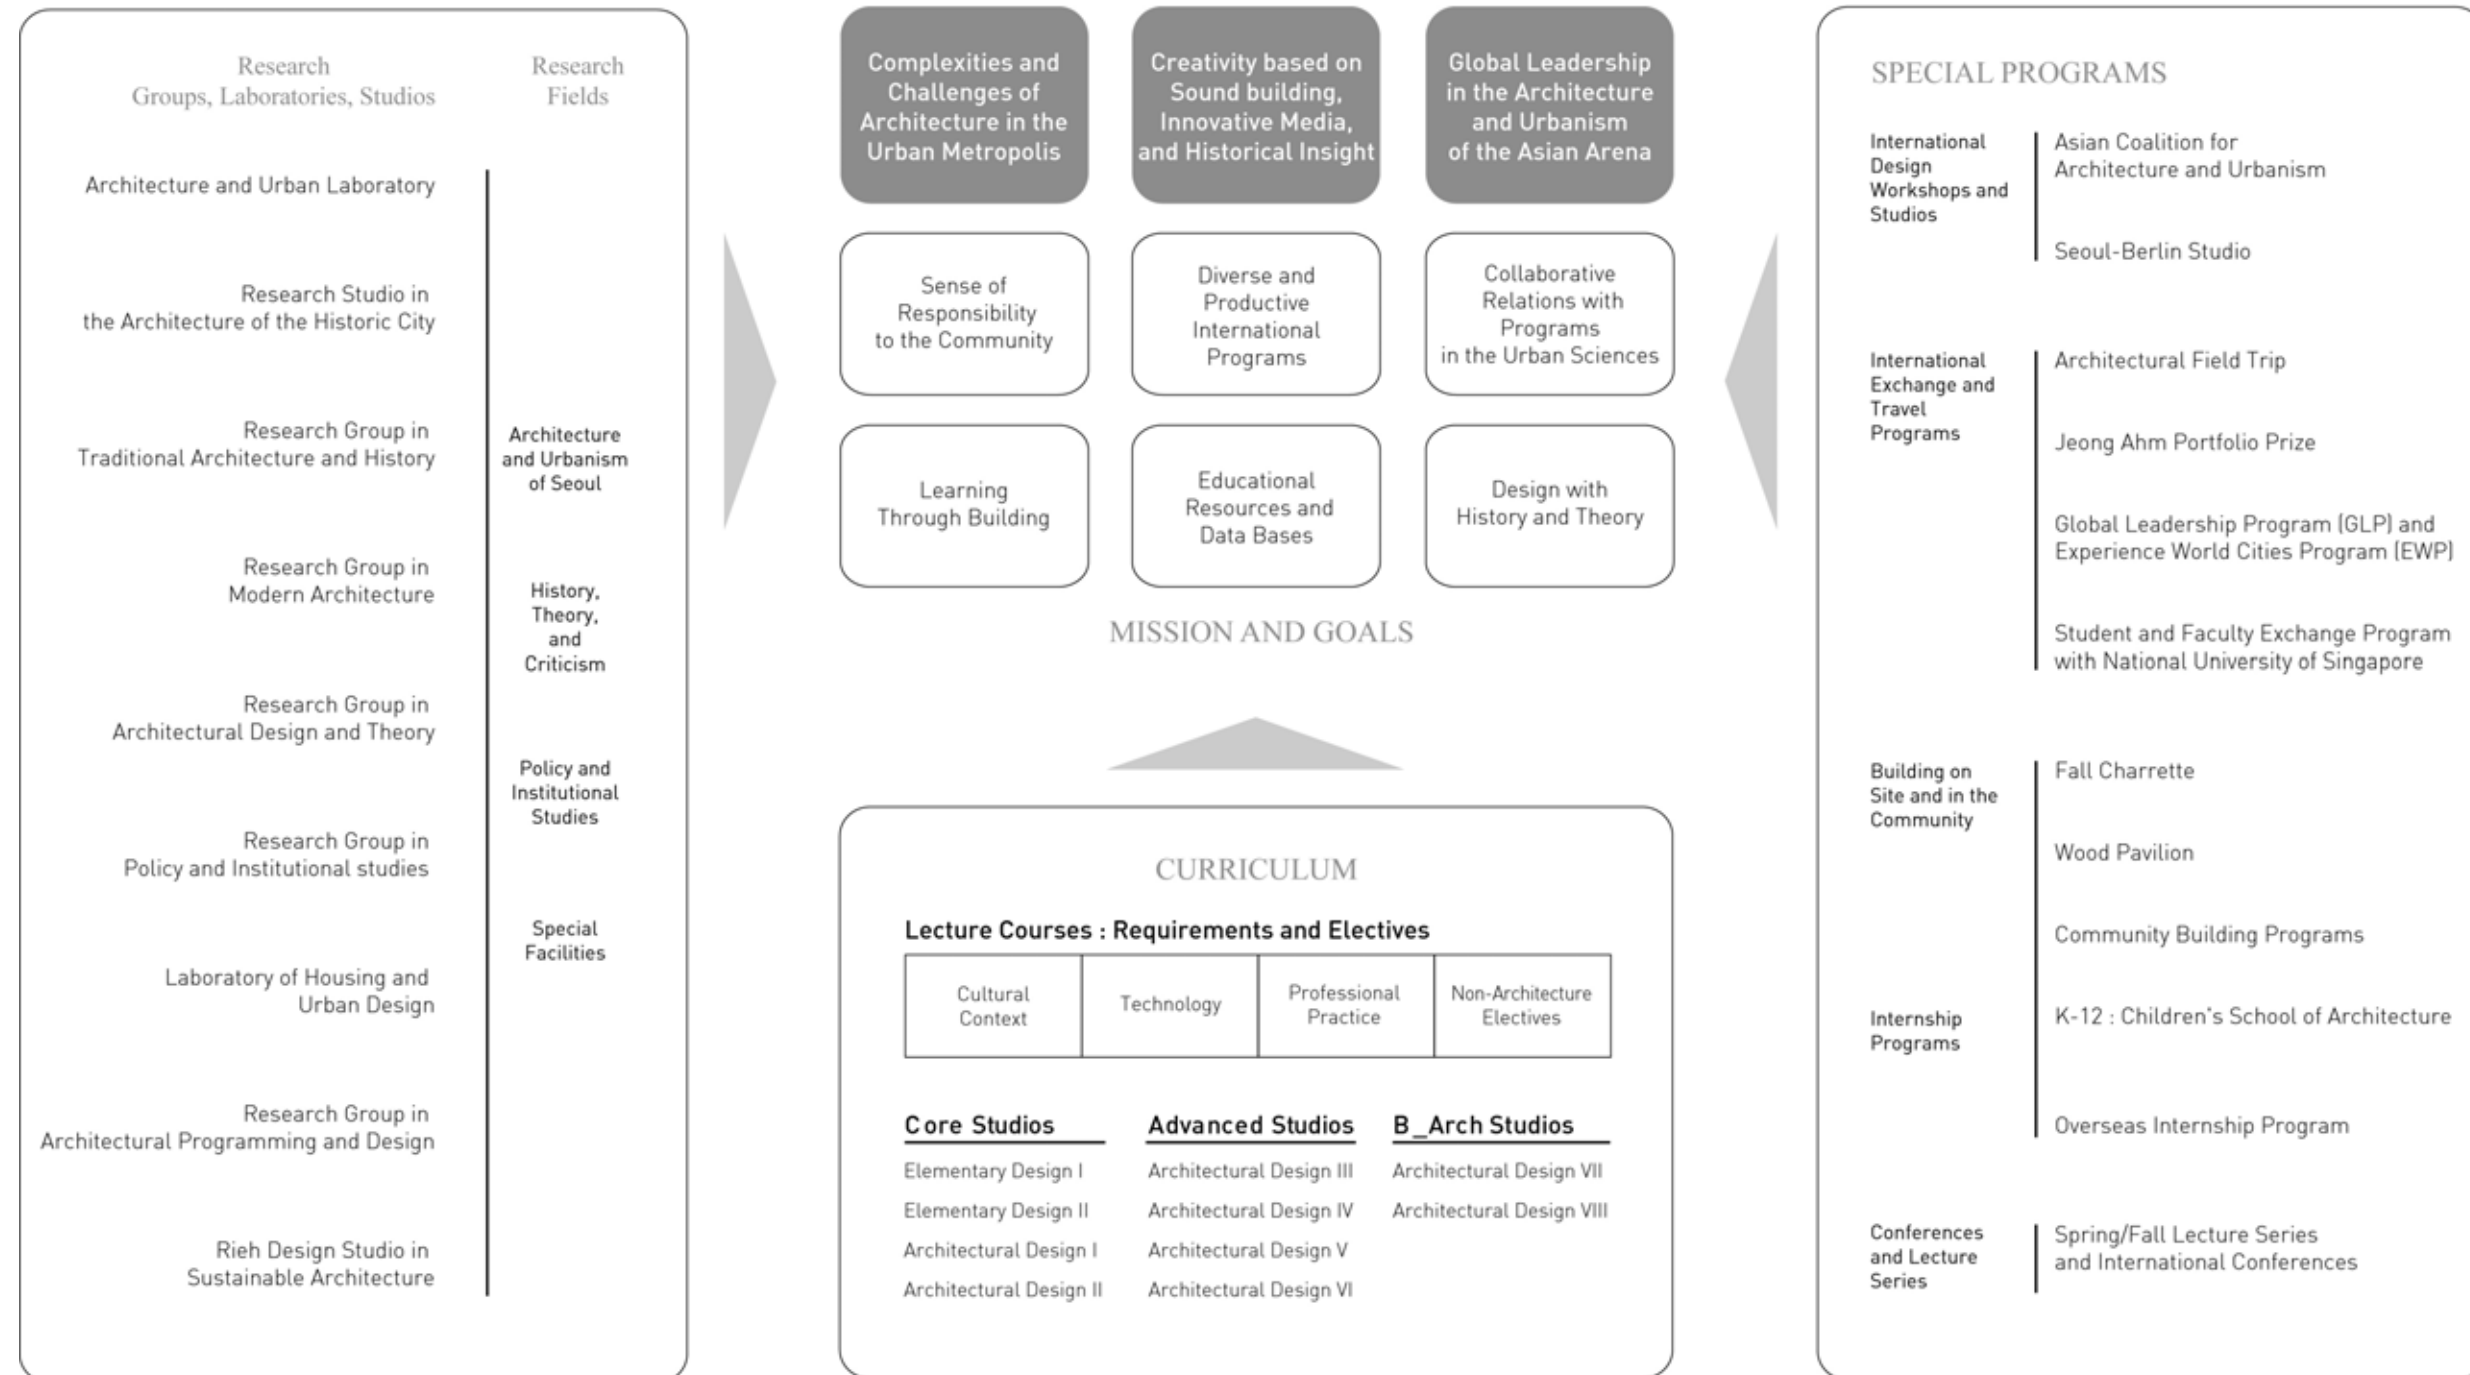 Research
Groups, Laboratories, Studios
Research
Fields
Architecture and Urban Laboratory
Research Studio in
the Architecture of the Historic City
Research Group in
Traditional Architecture and History
Research Group in
Modern Architecture
Research Group in
Architectural Design and Theory
Research Group in
Policy and Institutional studies
Laboratory of Housing and
Urban Design
Research Group in
Architectural Programming and Design
Rieh Design Studio in
Sustainable Architecture
Architecture
and Urbanism
of Seoul
History,
Theory,
and
Criticism
Policy and
Institutional
Studies
Special
Facilities
Complexities and
Challenges of
Architecture in the
Urban Metropolis
Creativity based on
Sound building,
Innovative Media,
and Historical Insight
Global Leadership
in the Architecture
and Urbanism
of the Asian Arena
Sense of
Responsibility
to the Community
Diverse and
Productive
International
Programs
Collaborative
Relations with
Programs
in the Urban Sciences
Learning
Through Building
Educational
Resources and
Data Bases
Design with
History and Theory
MISSION AND GOALS
CURRICULUM
Lecture Courses : Requirements and Electives
Cultural
Context
Technology
Professional
Practice
Non-Architecture
Electives
Core Studios
Elementary Design I
Elementary Design II
Architectural Design I
Architectural Design II
Advanced Studios
Architectural Design III
Architectural Design IV
Architectural Design V
Architectural Design VI
B_Arch Studios
Architectural Design VII
Architectural Design VIII
SPECIAL PROGRAMS
International
Design
Workshops and
Studios
Asian Coalition for
Architecture and Urbanism
Seoul-Berlin Studio
International
Exchange and
Travel
Programs
Architectural Field Trip
Jeong Ahm Portfolio Prize
Global Leadership Program (GLP) and
Experience World Cities Program (EWP)
Student and Faculty Exchange Program
with National University of Singapore
Building on
Site and in the
Community
Fall Charrette
Wood Pavilion
Community Building Programs
Internship
Programs
K-12 : Children's School of Architecture
Overseas Internship Program
Conferences
and Lecture
Series
Spring/Fall Lecture Series
and International Conferences